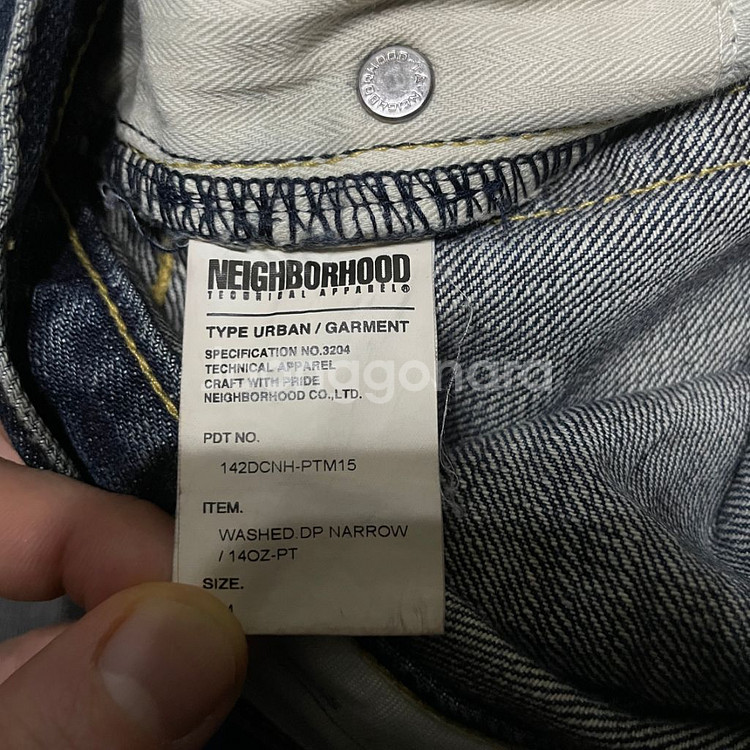 NEIGHBORHOOD
NEIGHBORHOOD
TECHNICAL APPAREL®
TYPE URBAN / GARMENT
SPECIFICATION NO.3204
TECHNICAL APPAREL
CRAFT WITH PRIDE
NEIGHBORHOOD CO.,LTD.
PDT NO.
142DCNH-PTM15
ITEM.
WASHED.DP NARROW
/ 14OZ-PT
SIZE.